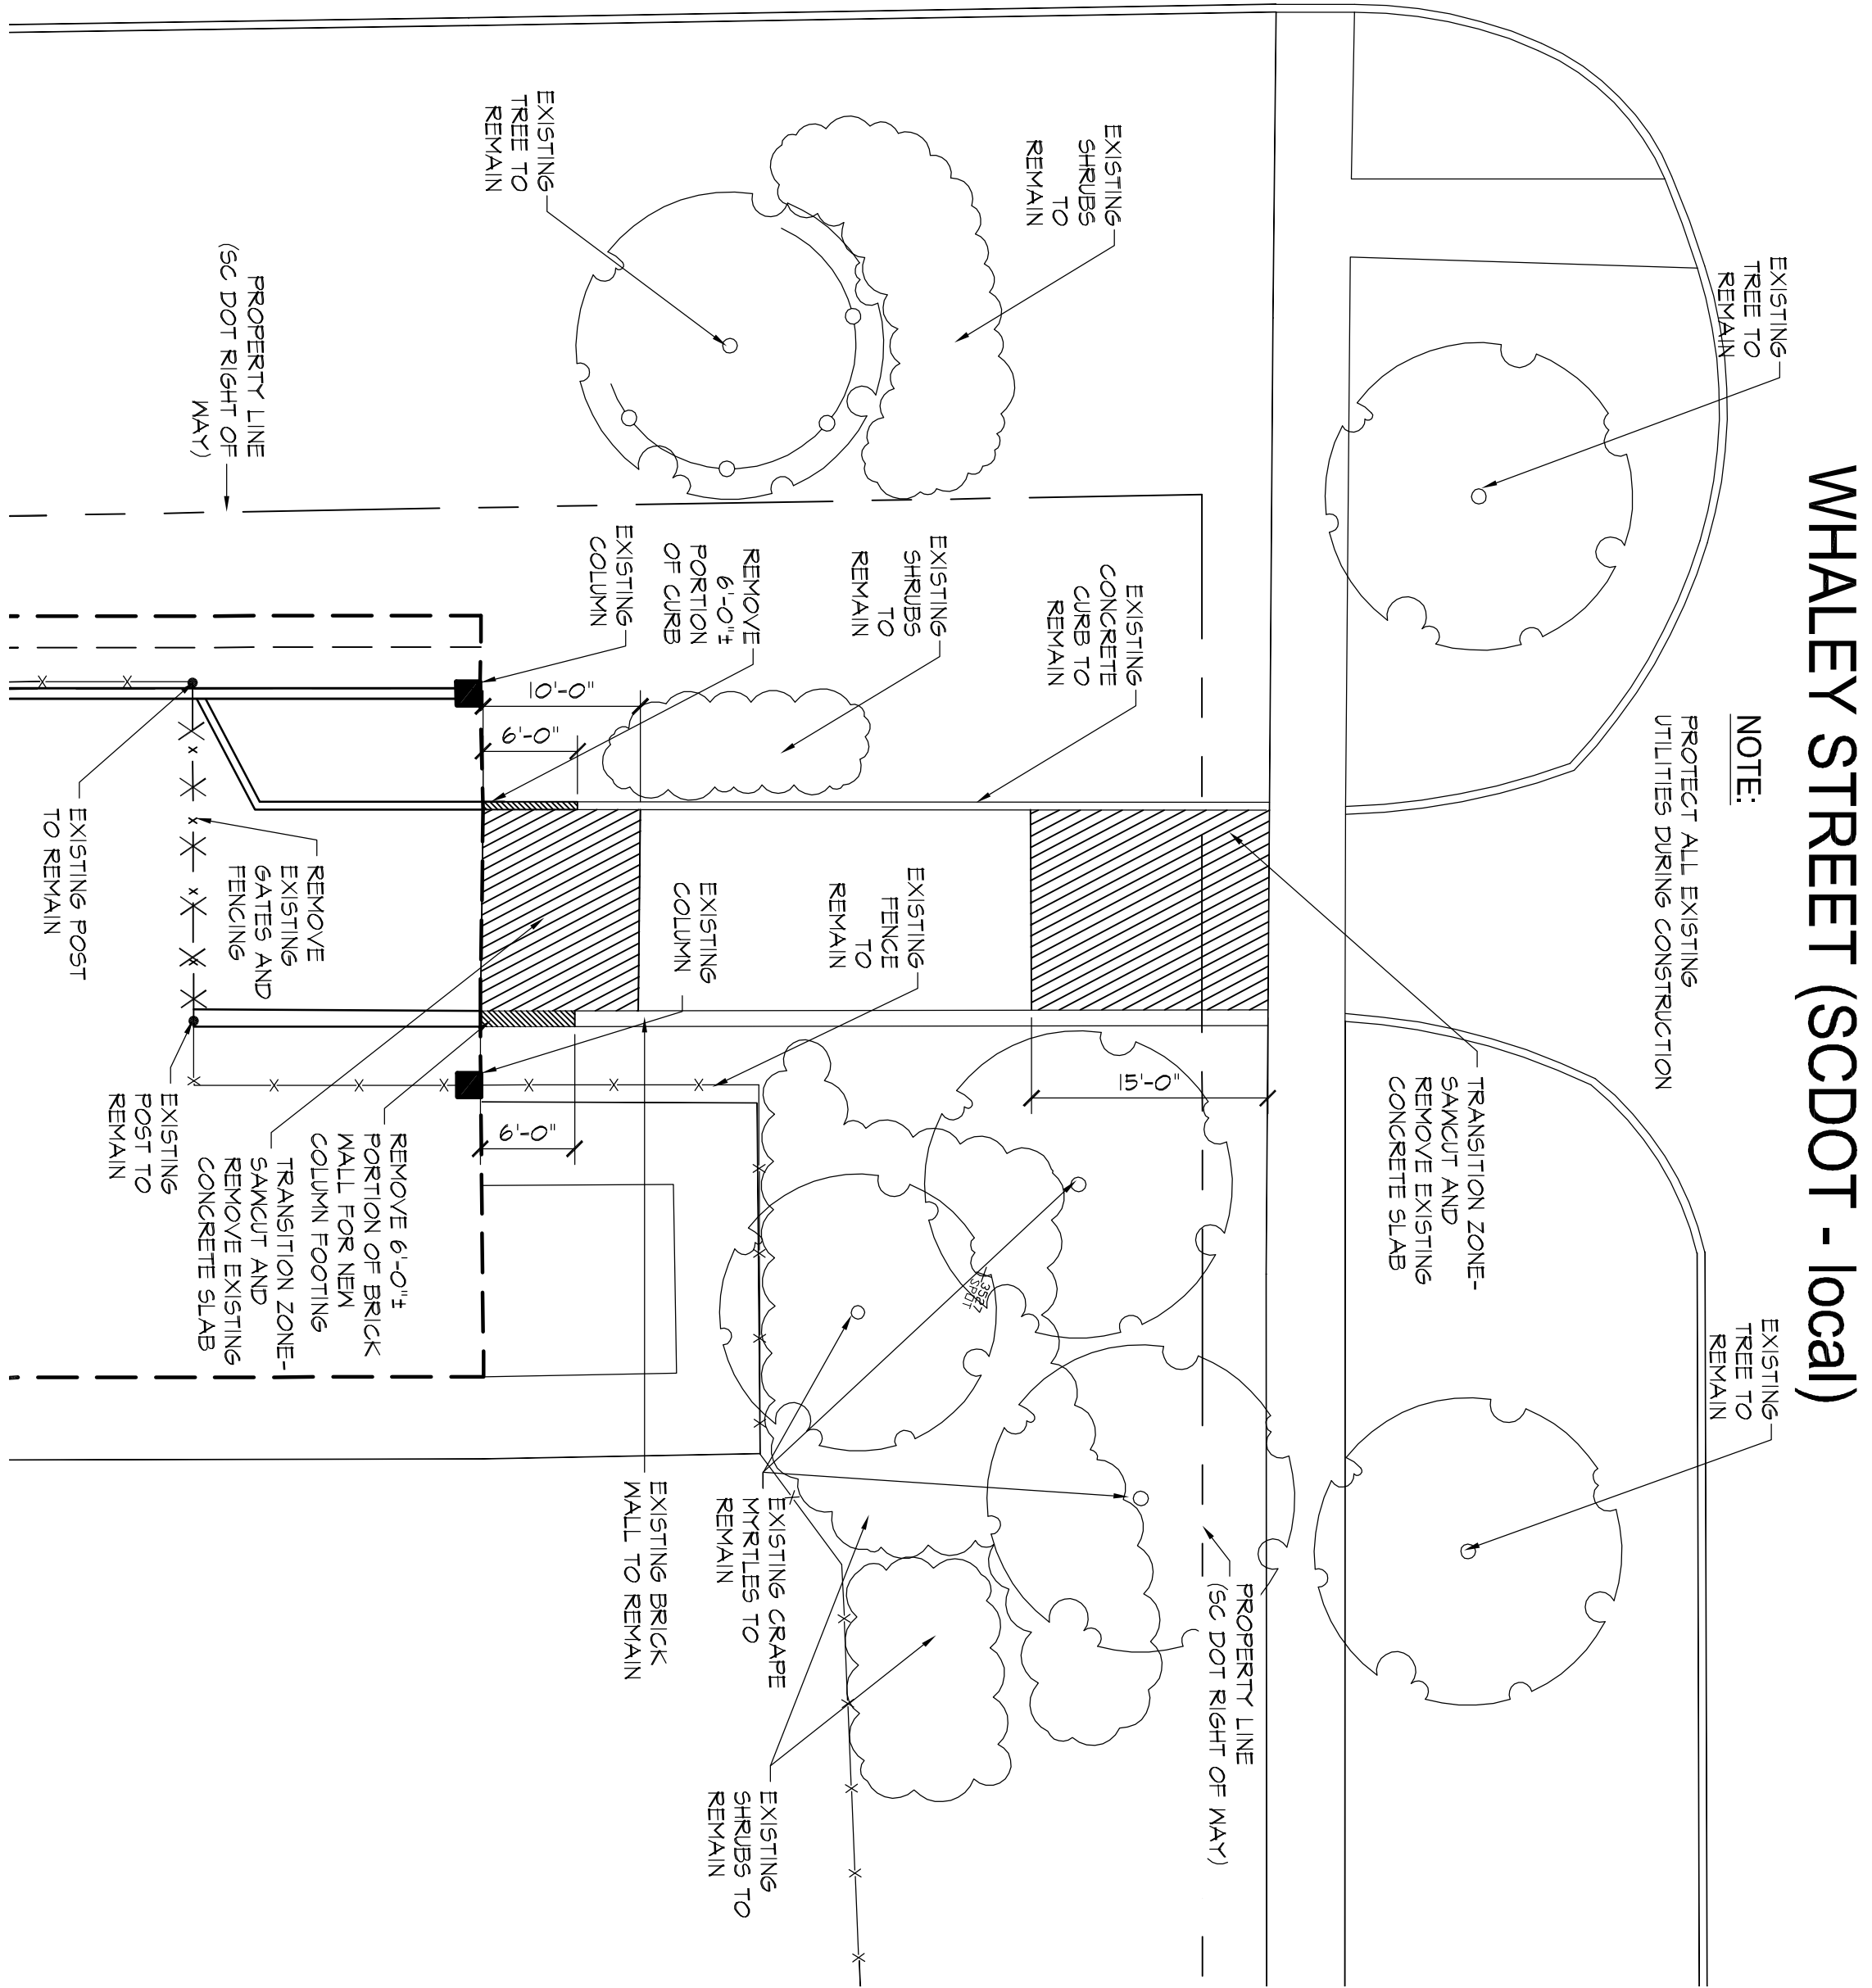 WHALEY STREET (SCDOT - local)
NOTE:
PROTECT ALL EXISTING
UTILITIES DURING CONSTRUCTION
EXISTING
TREE TO
REMAIN
EXISTING
TREE TO
REMAIN
TRANSITION ZONE-
SAWCUT AND
REMOVE EXISTING
CONCRETE SLAB
PROPERTY LINE
(SC DOT RIGHT OF WAY)
EXISTING
SHRUBS
TO
REMAIN
EXISTING
CONCRETE
CURB TO
REMAIN
15'-0"
EXISTING
SHRUBS
TO
REMAIN
EXISTING
FENCE
TO
REMAIN
3527
SPOT
EXISTING CRAPE
MYRTLES TO
REMAIN
EXISTING
SHRUBS TO
REMAIN
REMOVE
6'-0"±
PORTION
OF CURB
EXISTING
COLUMN
EXISTING BRICK
WALL TO REMAIN
EXISTING
COLUMN
EXISTING
TREE TO
REMAIN
10'-0"
6'-0"
6'-0"
REMOVE 6'-0"±
PORTION OF BRICK
WALL FOR NEW
COLUMN FOOTING
REMOVE
EXISTING
GATES AND
FENCING
TRANSITION ZONE-
SAWCUT AND
REMOVE EXISTING
CONCRETE SLAB
PROPERTY LINE
(SC DOT RIGHT OF
WAY)
EXISTING
POST TO
REMAIN
EXISTING POST
TO REMAIN